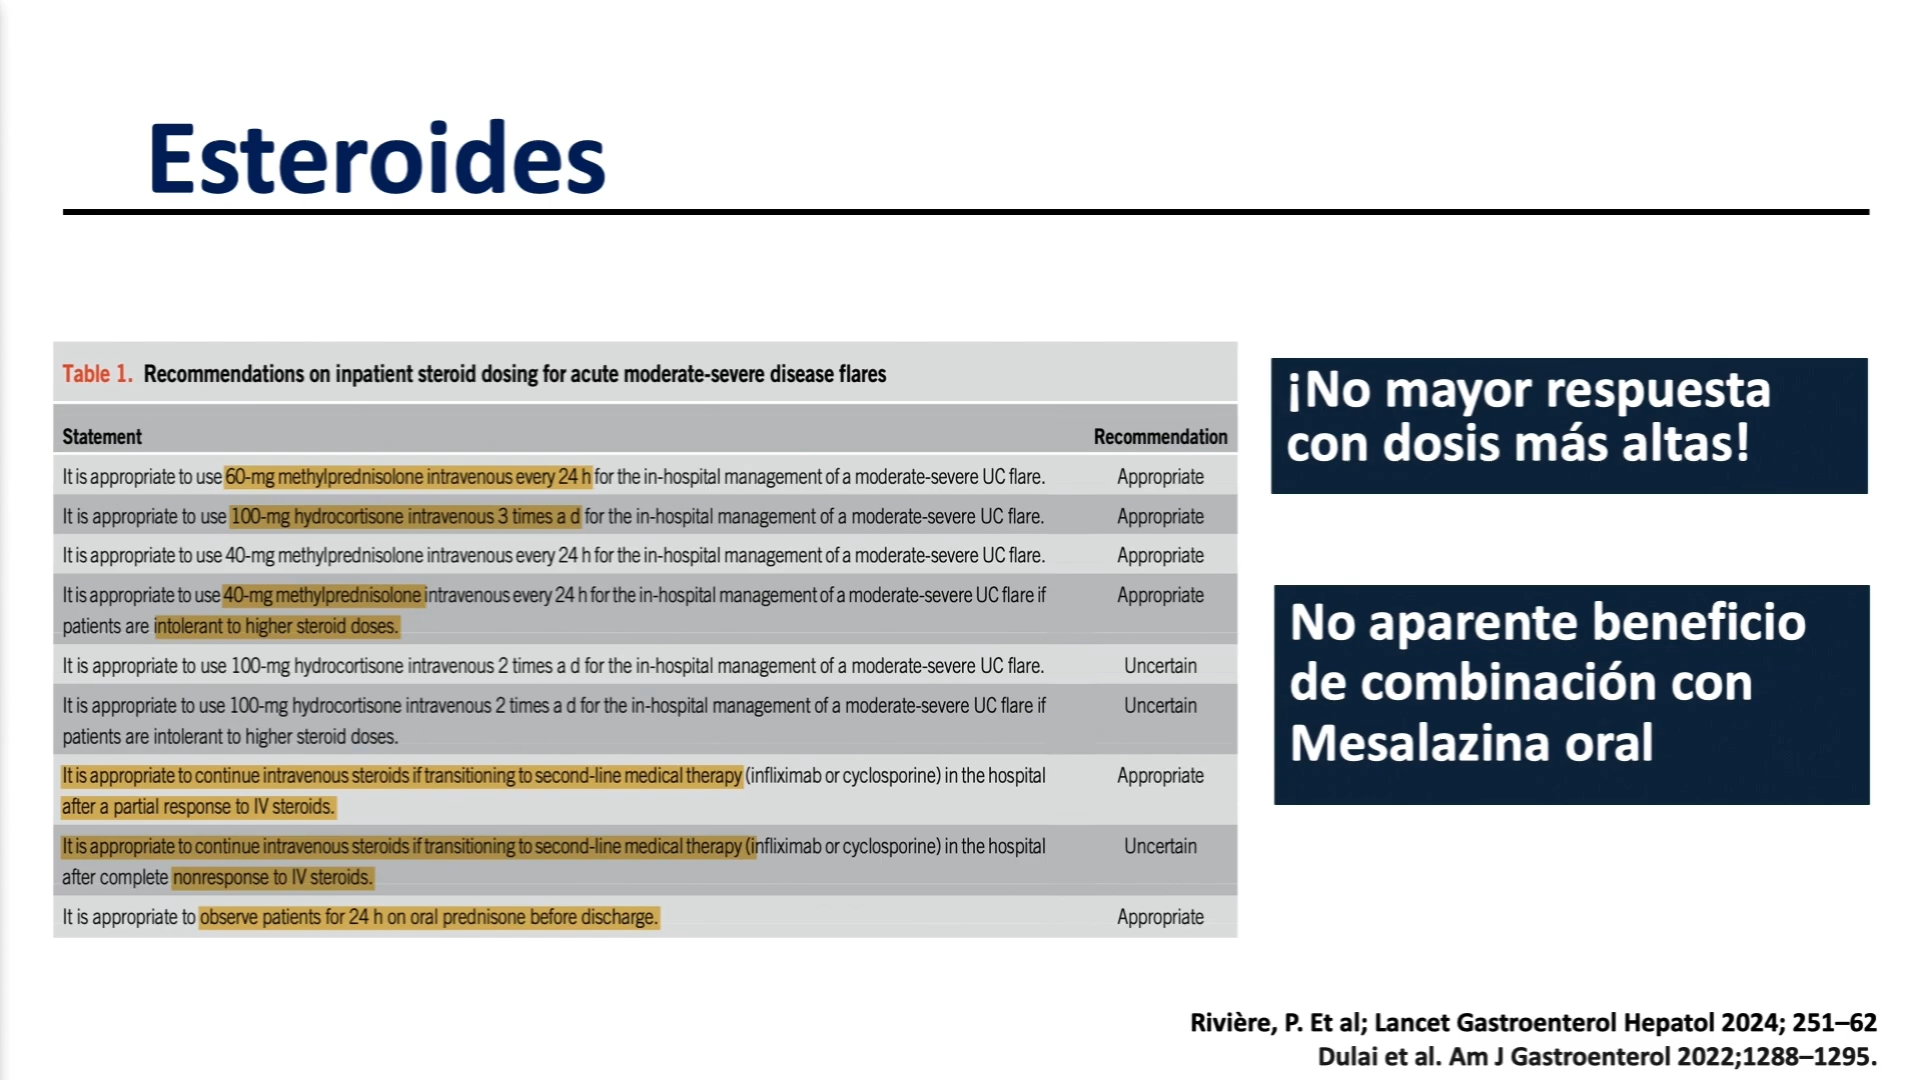 Esteroides
Table 1. Recommendations on inpatient steroid dosing for acute moderate-severe disease flares
Statement Recommendation
It is appropriate to use 60-mg methylprednisolone intravenous every 24 h for the in-hospital management of a moderate-severe UC flare. Appropriate
It is appropriate to use 100-mg hydrocortisone intravenous 3 times a d for the in-hospital management of a moderate-severe UC flare. Appropriate
It is appropriate to use 40-mg methylprednisolone intravenous every 24 h for the in-hospital management of a moderate-severe UC flare. Appropriate
It is appropriate to use 40-mg methylprednisolone intravenous every 24 h for the in-hospital management of a moderate-severe UC flare if Appropriate
patients are intolerant to higher steroid doses.
It is appropriate to use 100-mg hydrocortisone intravenous 2 times a d for the in-hospital management of a moderate-severe UC flare. Uncertain
It is appropriate to use 100-mg hydrocortisone intravenous 2 times a d for the in-hospital management of a moderate-severe UC flare if Uncertain
patients are intolerant to higher steroid doses.
It is appropriate to continue intravenous steroids if transitioning to second-line medical therapy (infliximab or cyclosporine) in the hospital Appropriate
after a partial response to IV steroids.
It is appropriate to continue intravenous steroids if transitioning to second-line medical therapy (infliximab or cyclosporine) in the hospital Uncertain
after complete nonresponse to IV steroids.
It is appropriate to observe patients for 24 h on oral prednisone before discharge. Appropriate
¡No mayor respuesta
con dosis más altas!
No aparente beneficio
de combinación con
Mesalazina oral
Rivière, P. Et al; Lancet Gastroenterol Hepatol 2024; 251–62
Dulai et al. Am J Gastroenterol 2022;1288–1295.